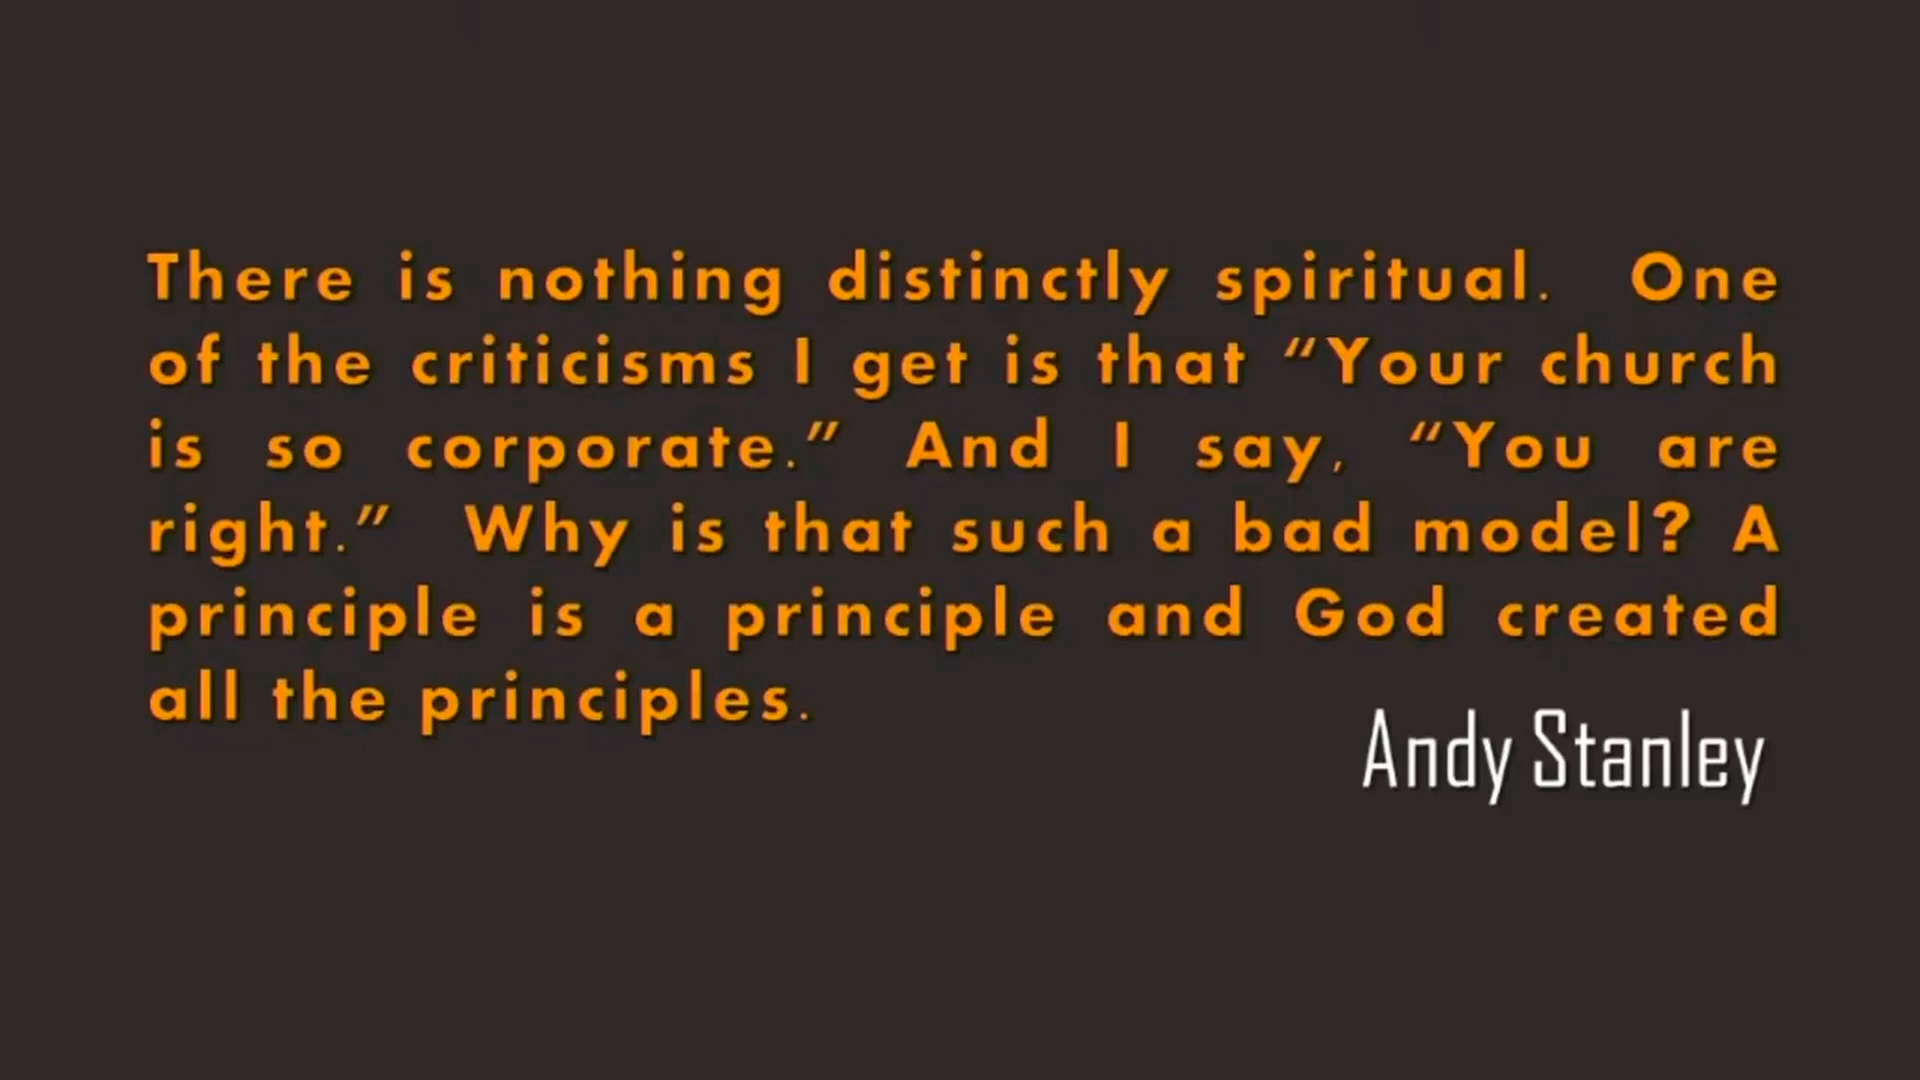 There is nothing distinctly spiritual. One
of the criticisms I get is that “Your church
is so corporate.” And I say, “You are
right.” Why is that such a bad model? A
principle is a principle and God created
all the principles.
Andy Stanley